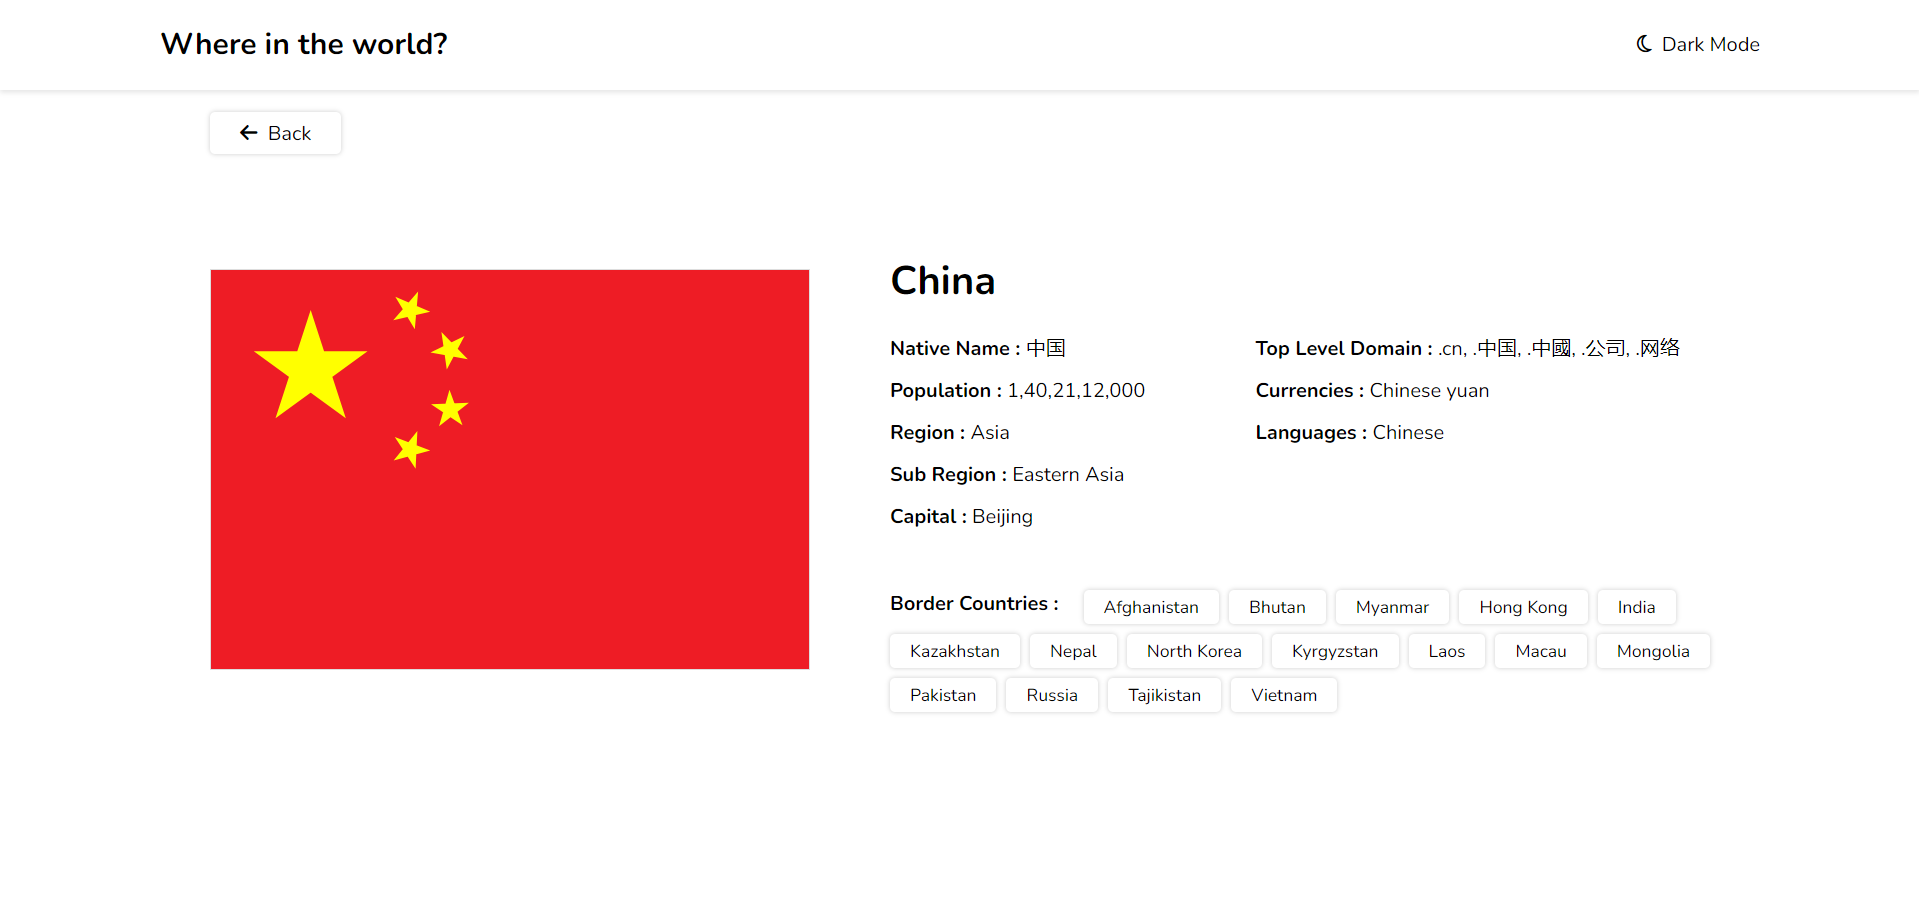 Where in the world?
Dark Mode
Back
China
Native Name : 中国
Population : 1,40,21,12,000
Region : Asia
Sub Region : Eastern Asia
Capital : Beijing
Top Level Domain : .cn, .中国, .中國, .公司, .网络
Currencies : Chinese yuan
Languages : Chinese
Border Countries : Afghanistan Bhutan Myanmar Hong Kong India
Kazakhstan Nepal North Korea Kyrgyzstan Laos Macau Mongolia
Pakistan Russia Tajikistan Vietnam